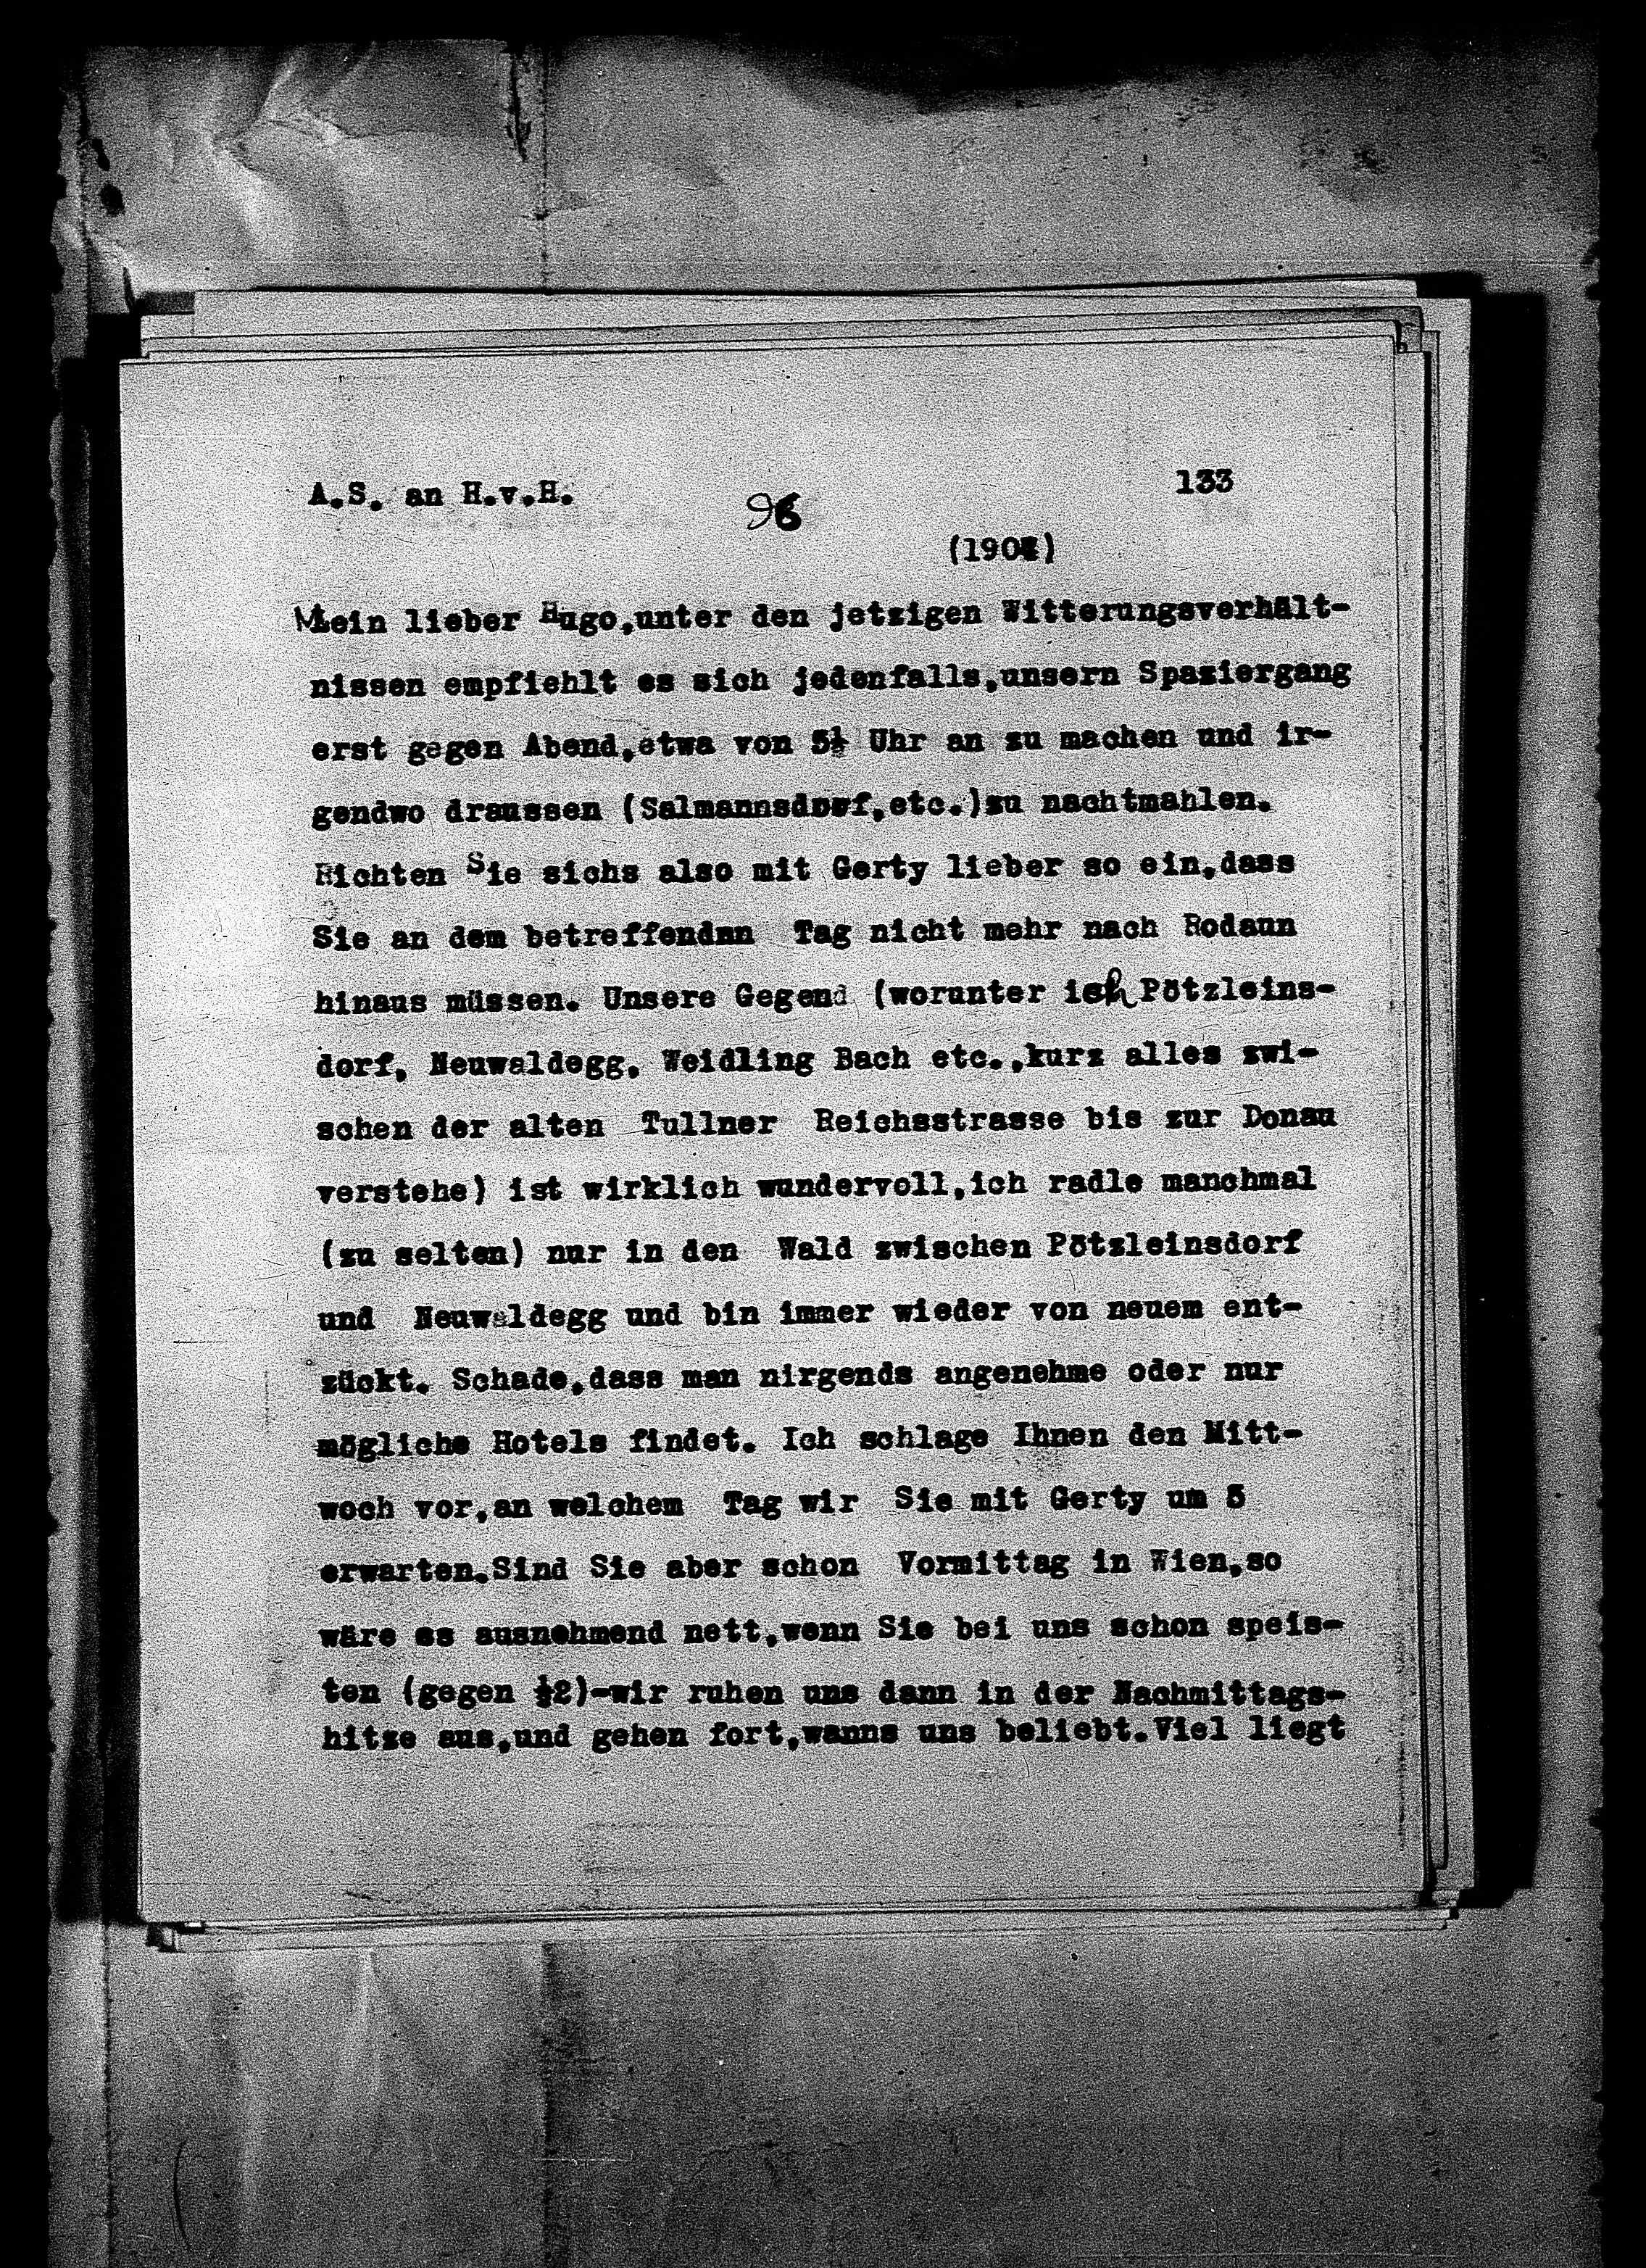 A.S. an H.v.H.
133
96
Mein lieber Hugo,unter den jetzigen Witterungsverhält-
nissen empfiehlt es sich jedenfalls,unsern Spaziergang
erst gegen Abend,etwa von 5½ Uhr an zu machen und ir-
gendwo draussen (Salmannsdorf,etc.)zu nachtmahlen.
Richten Sie sichs also mit Gerty lieber so ein,dass
Sie an dem betreffendnn Tag nicht mehr nach Rodaun
hinaus müssen. Unsere Gegend (worunter ich Pötzleins-
dorf, Neuwaldegg, Weidling Bach etc.,kurz alles zwi-
schen der alten Tullner Reichsstrasse bis zur Donau
verstehe) ist wirklich wundervoll,ich radle manchmal
(zu selten) nur in den Wald zwischen Pötzleinsdorf
und Neuwaldegg und bin immer wieder von neuem ent-
zückt. Schade,dass man nirgends angenehme oder nur
mögliche Hotels findet. Ich schlage Ihnen den Mitt-
woch vor,an welchem Tag wir Sie mit Gerty um 5
erwarten.Sind Sie aber schon Vormittag in Wien,so
wäre es ausnehmend nett,wenn Sie bei uns schon speis-
ten (gegen ½2)-wir ruhen uns dann in der Nachmittags-
hitze aus,und gehen fort,wanns uns beliebt.Viel liegt